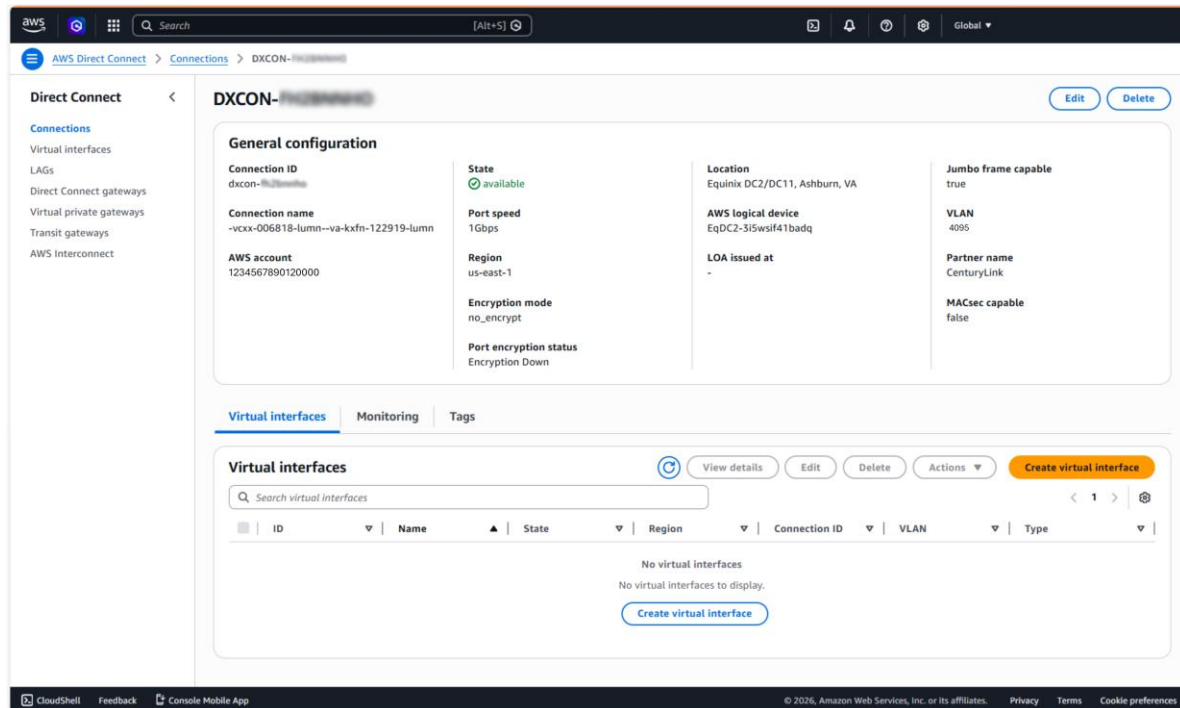 aws
Search [Alt+S]
Global ▼
AWS Direct Connect > Connections > DXCON-
Direct Connect
Connections
Virtual interfaces
LAGs
Direct Connect gateways
Virtual private gateways
Transit gateways
AWS Interconnect
DXCON-
Edit
Delete
General configuration
Connection ID
dxcon-
Connection name
-vcxx-006818-lumn--va-kxfn-122919-lumn
AWS account
1234567890120000
State
available
Port speed
1Gbps
Region
us-east-1
Encryption mode
no_encrypt
Port encryption status
Encryption Down
Location
Equinix DC2/DC11, Ashburn, VA
AWS logical device
EqDC2-3i5wsif41badq
LOA issued at
-
Jumbo frame capable
true
VLAN
4095
Partner name
CenturyLink
MACsec capable
false
Virtual interfaces
Monitoring
Tags
Virtual interfaces
View details
Edit
Delete
Actions ▼
Create virtual interface
Search virtual interfaces
< 1 >
ID
Name
State
Region
Connection ID
VLAN
Type
No virtual interfaces
No virtual interfaces to display.
Create virtual interface
CloudShell
Feedback
Console Mobile App
© 2026, Amazon Web Services, Inc. or its affiliates.
Privacy
Terms
Cookie preferences